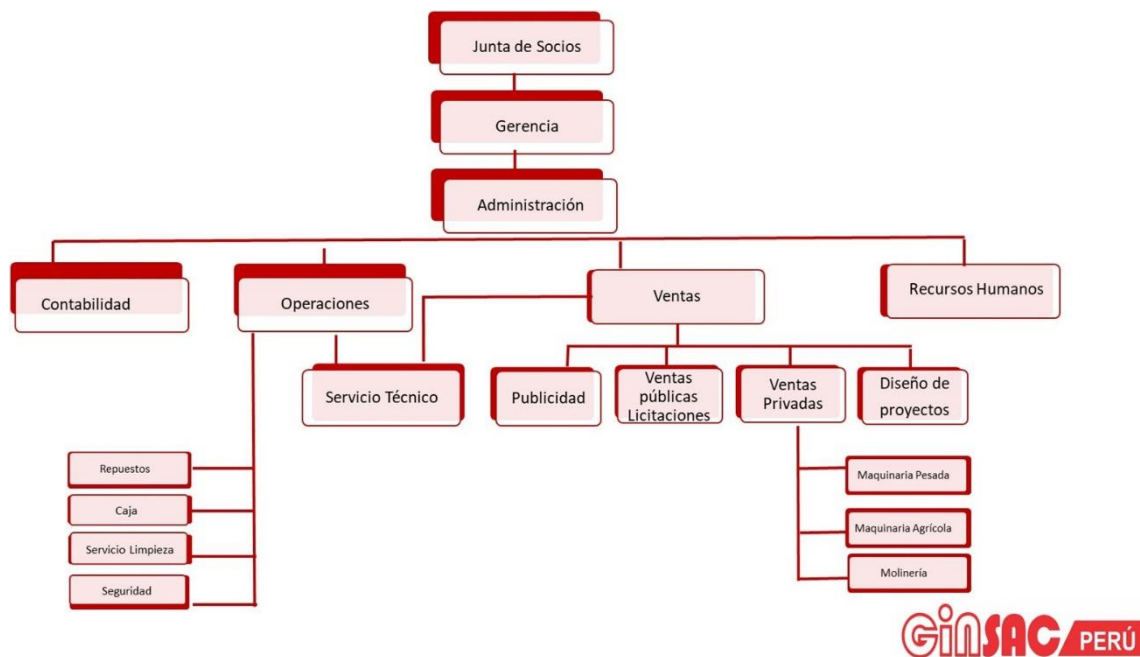 Junta de Socios
Gerencia
Administración
Contabilidad
Operaciones
Ventas
Recursos Humanos
Servicio Técnico
Publicidad
Ventas
públicas
Licitaciones
Ventas
Privadas
Diseño de
proyectos
Repuestos
Caja
Servicio Limpieza
Seguridad
Maquinaria Pesada
Maquinaria Agrícola
Molinería
GINSAC PERÚ